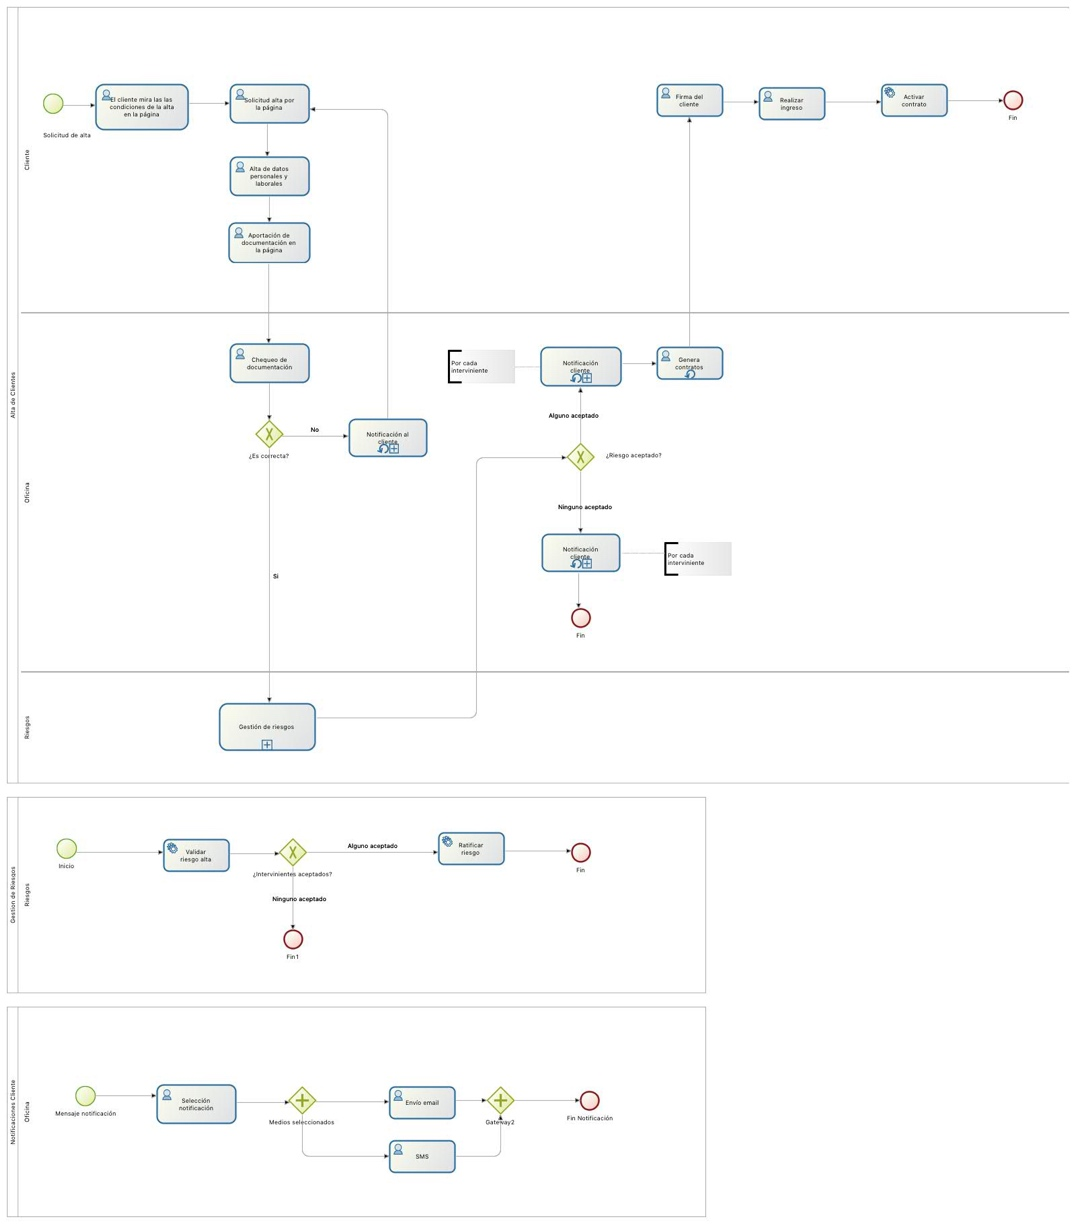 Alta de Clientes
Cliente
Solicitud de alta
El cliente mira las las
condiciones de la alta
en la página
Solicitud alta por
la página
Alta de datos
personales y
laborales
Aportación de
documentación en
la página
Firma del
cliente
Realizar
ingreso
Activar
contrato
Fin
Oficina
Chequeo de
documentación
¿Es correcta?
No
Notificación al
cliente
Si
Por cada
interviniente
Notificación
cliente
Genera
contratos
Alguno aceptado
¿Riesgo aceptado?
Ninguno aceptado
Notificación
cliente
Por cada
interviniente
Fin
Riesgos
Gestión de riesgos
Gestion de Riesgos
Riesgos
Inicio
Validar
riesgo alta
¿Intervinientes aceptados?
Alguno aceptado
Ratificar
riesgo
Fin
Ninguno aceptado
Fin1
Notificaciones Cliente
Oficina
Mensaje notificación
Selección
notificación
Medios seleccionados
Envío email
SMS
Gateway2
Fin Notificación